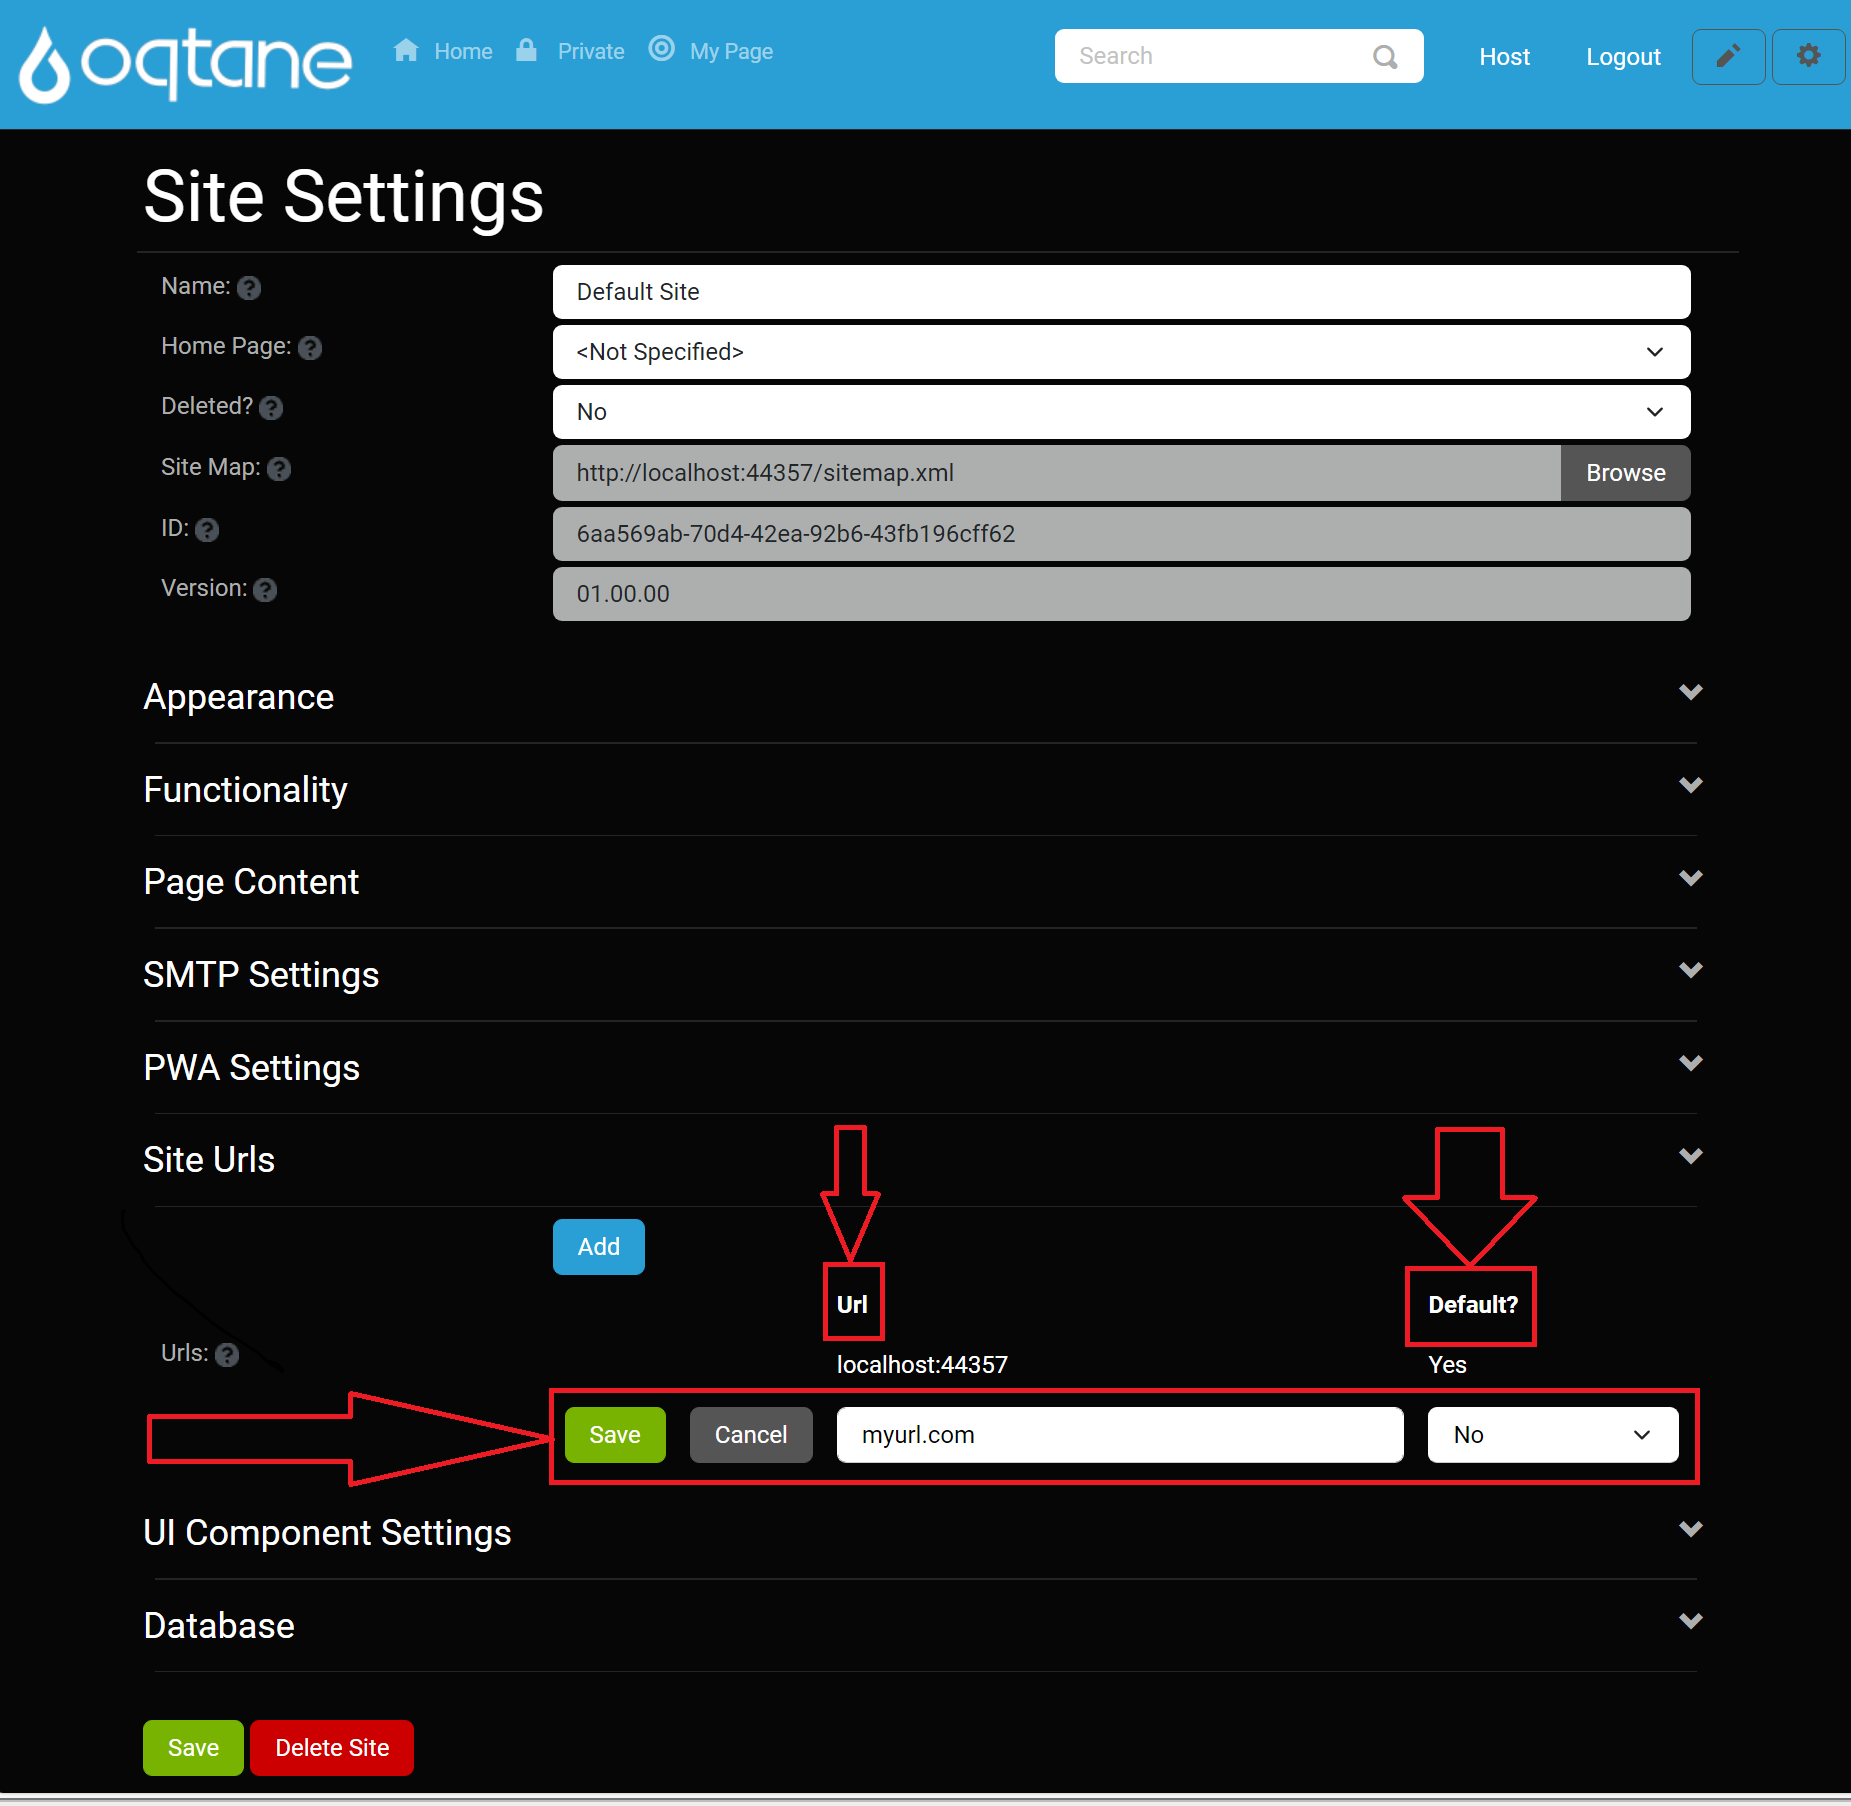 oqtane Home Private My Page Search Host Logout
Site Settings
Name: ? Default Site
Home Page: ? <Not Specified>
Deleted? ? No
Site Map: ? http://localhost:44357/sitemap.xml Browse
ID: ? 6aa569ab-70d4-42ea-92b6-43fb196cff62
Version: ? 01.00.00
Appearance
Functionality
Page Content
SMTP Settings
PWA Settings
Site Urls
Add
Url Default?
Urls: ? localhost:44357 Yes
Save Cancel myurl.com No
UI Component Settings
Database
Save Delete Site